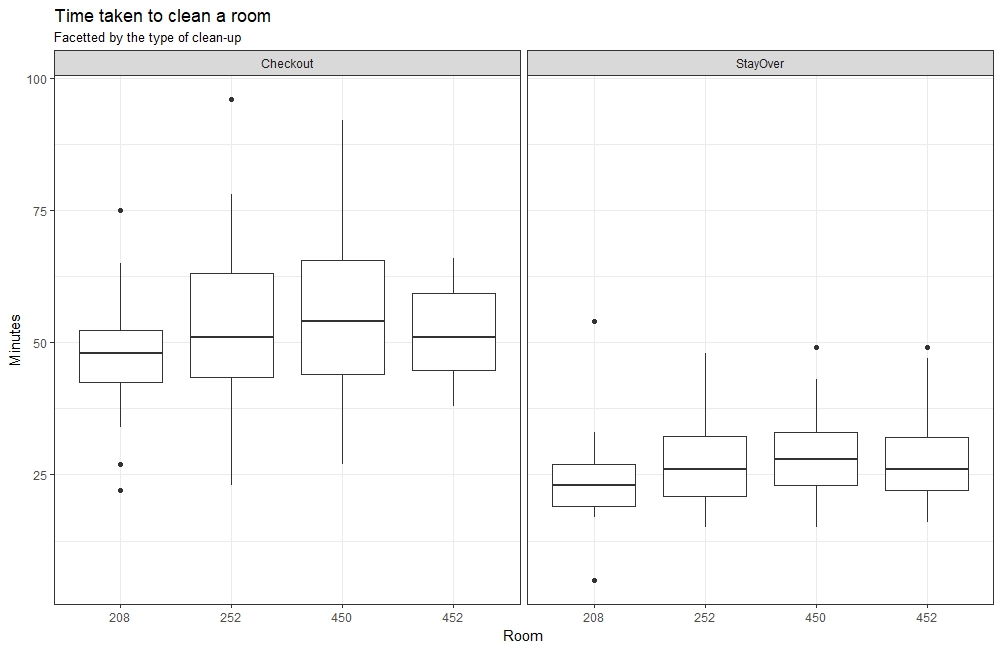 Time taken to clean a room
Facetted by the type of clean-up
Checkout
StayOver
100
75
50
25
Minutes
208 252 450 452
208 252 450 452
Room